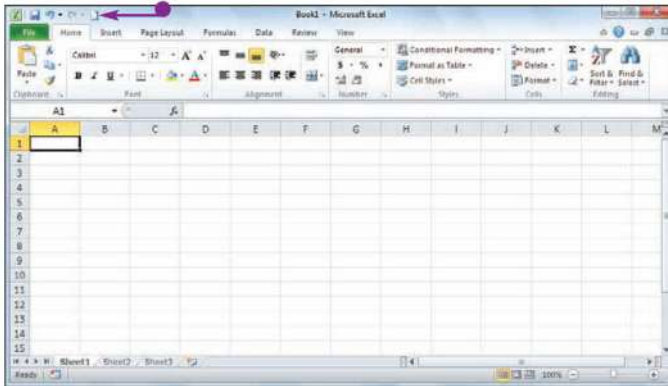 Book1 - Microsoft Excel
File Home Insert Page Layout Formulas Data Review View
Calibri 12 A A General Conditional Formatting Insert Σ
Paste $ % , Format as Table Delete Sort & Find &
B I U A Cell Styles Format Filter Select
Clipboard Font Alignment Number Styles Cells Editing
A1 fx
A B C D E F G H I J K L M
1
2
3
4
5
6
7
8
9
10
11
12
13
14
15
Sheet1 Sheet2 Sheet3
Ready 100%